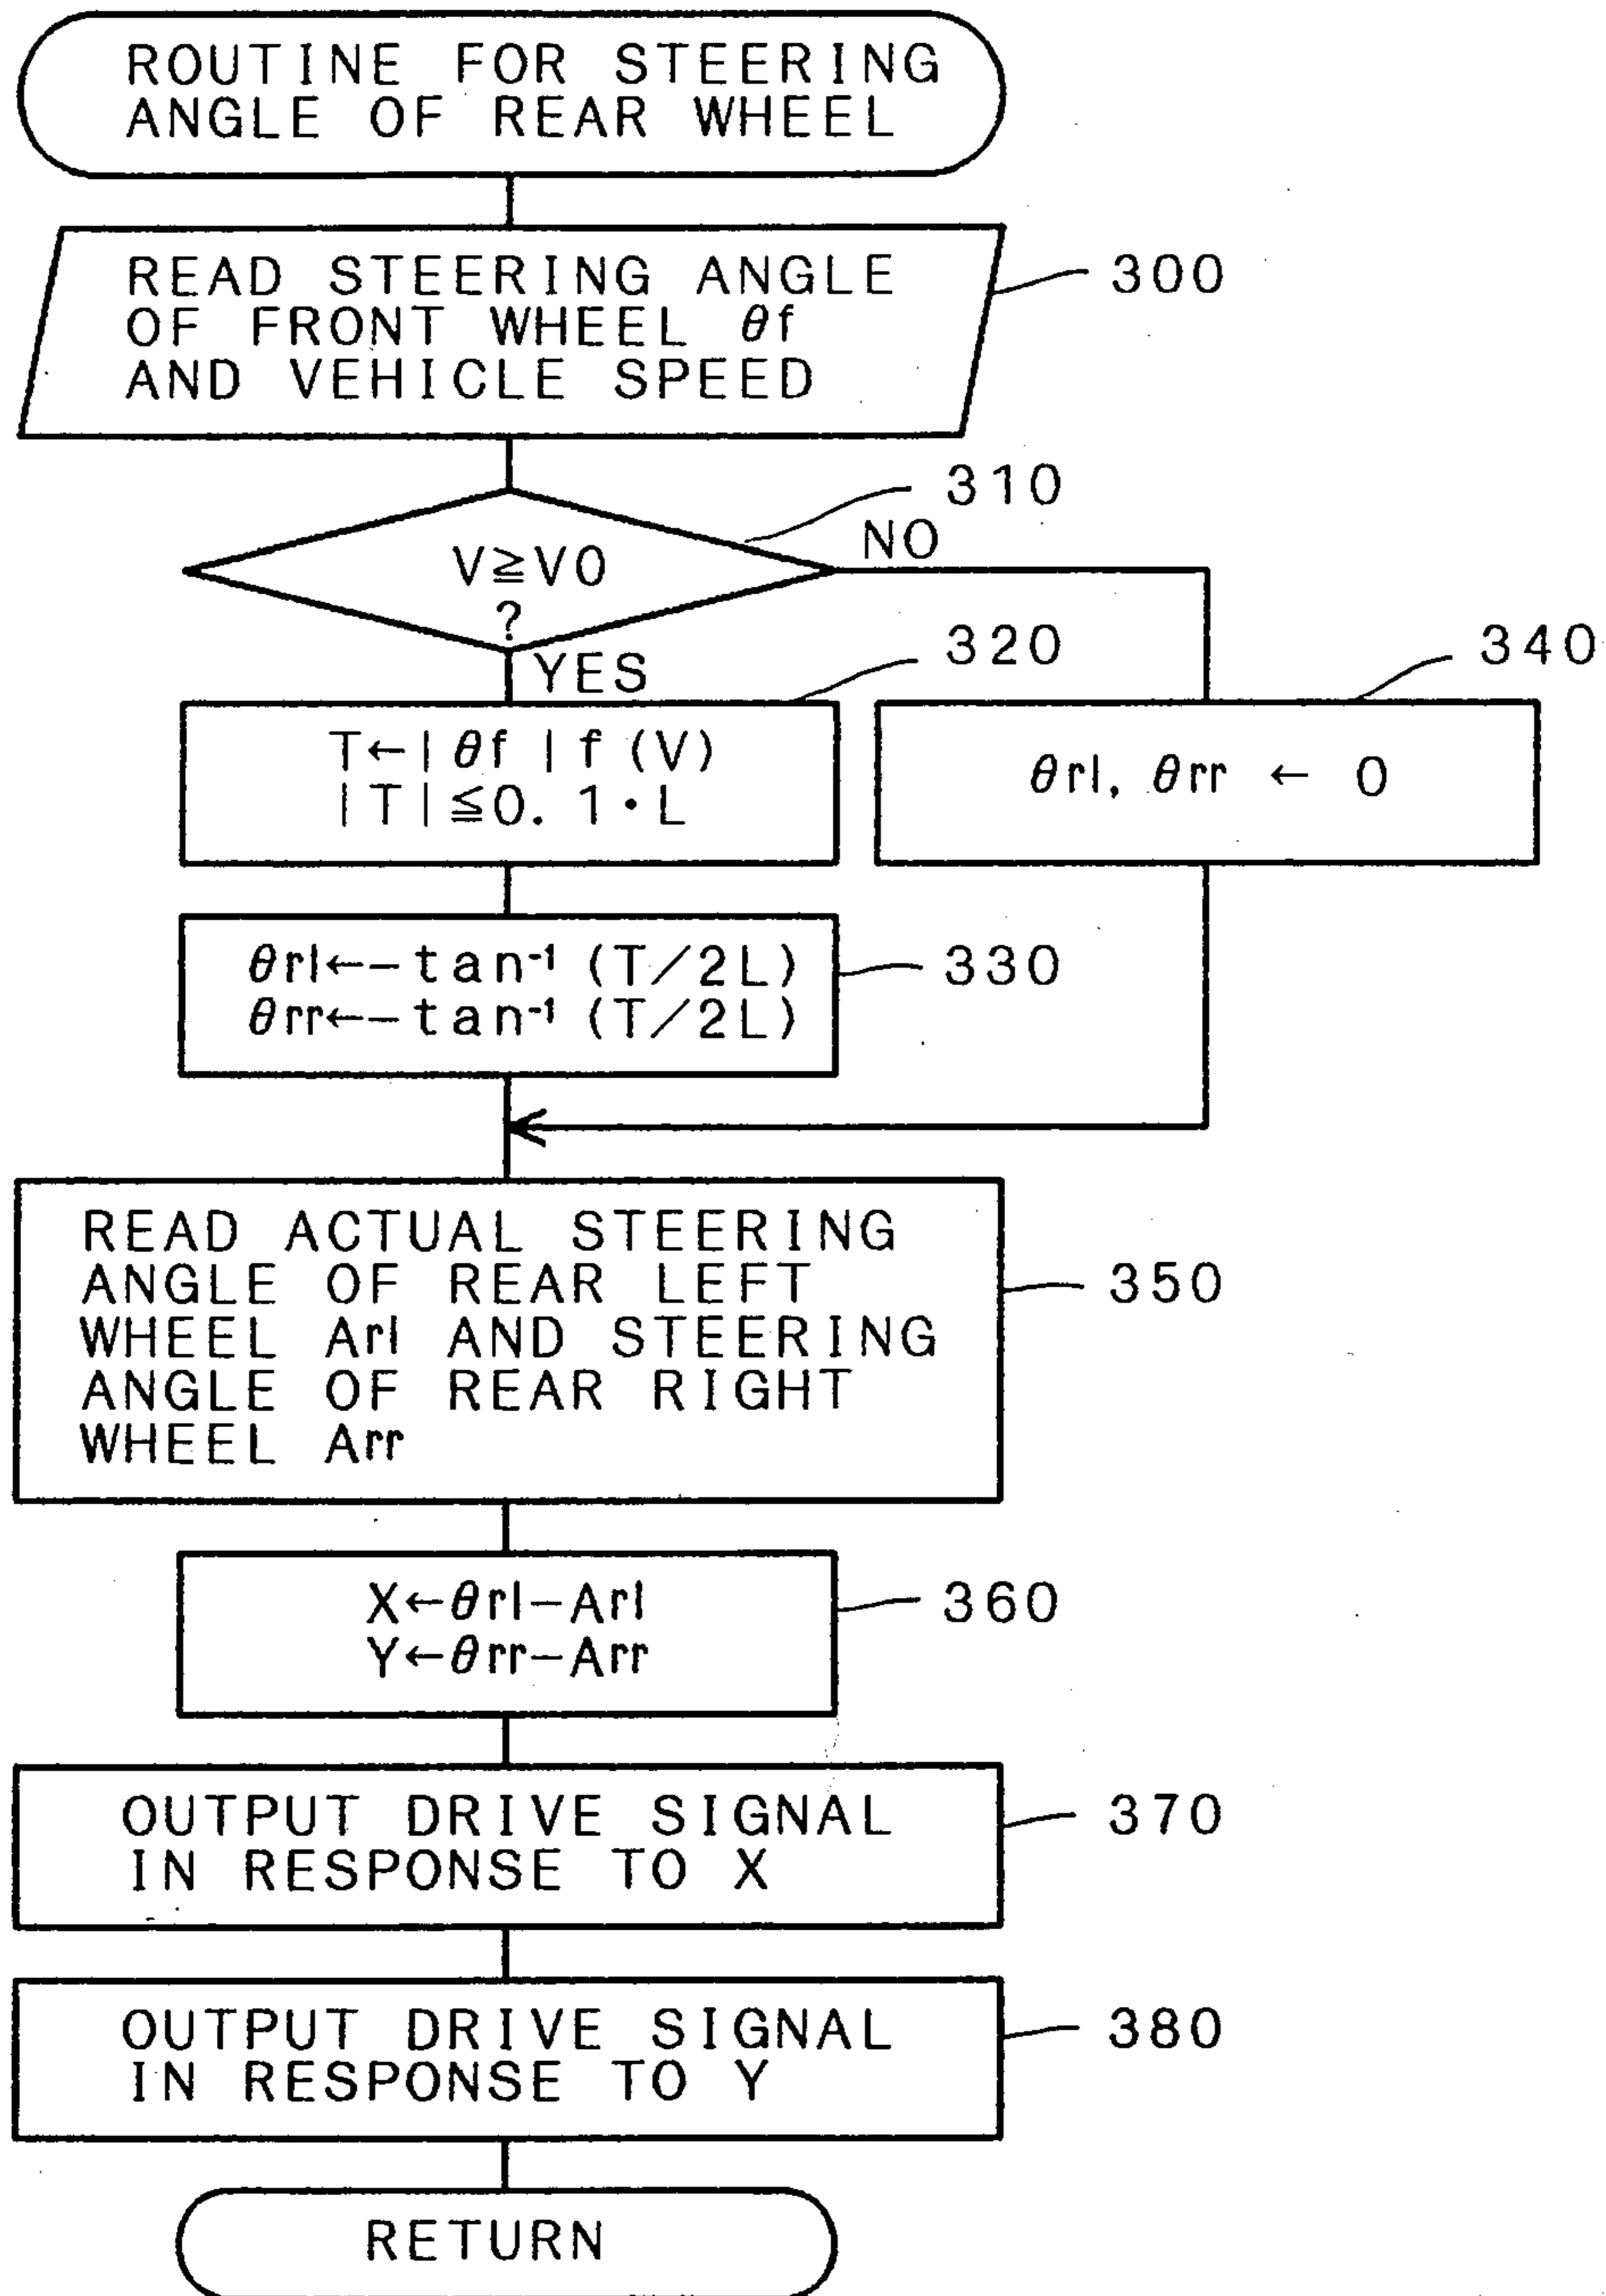 ROUTINE FOR STEERING
ANGLE OF REAR WHEEL
READ STEERING ANGLE
OF FRONT WHEEL θf
AND VEHICLE SPEED
300
310
V≧V0
?
NO
YES
320
T←|θf|f(V)
|T|≦0.1・L
340
θrl, θrr ← 0
θrl←−tan⁻¹(T/2L)
θrr←−tan⁻¹(T/2L)
330
READ ACTUAL STEERING
ANGLE OF REAR LEFT
WHEEL Arl AND STEERING
ANGLE OF REAR RIGHT
WHEEL Arr
350
X←θrl−Arl
Y←θrr−Arr
360
OUTPUT DRIVE SIGNAL
IN RESPONSE TO X
370
OUTPUT DRIVE SIGNAL
IN RESPONSE TO Y
380
RETURN